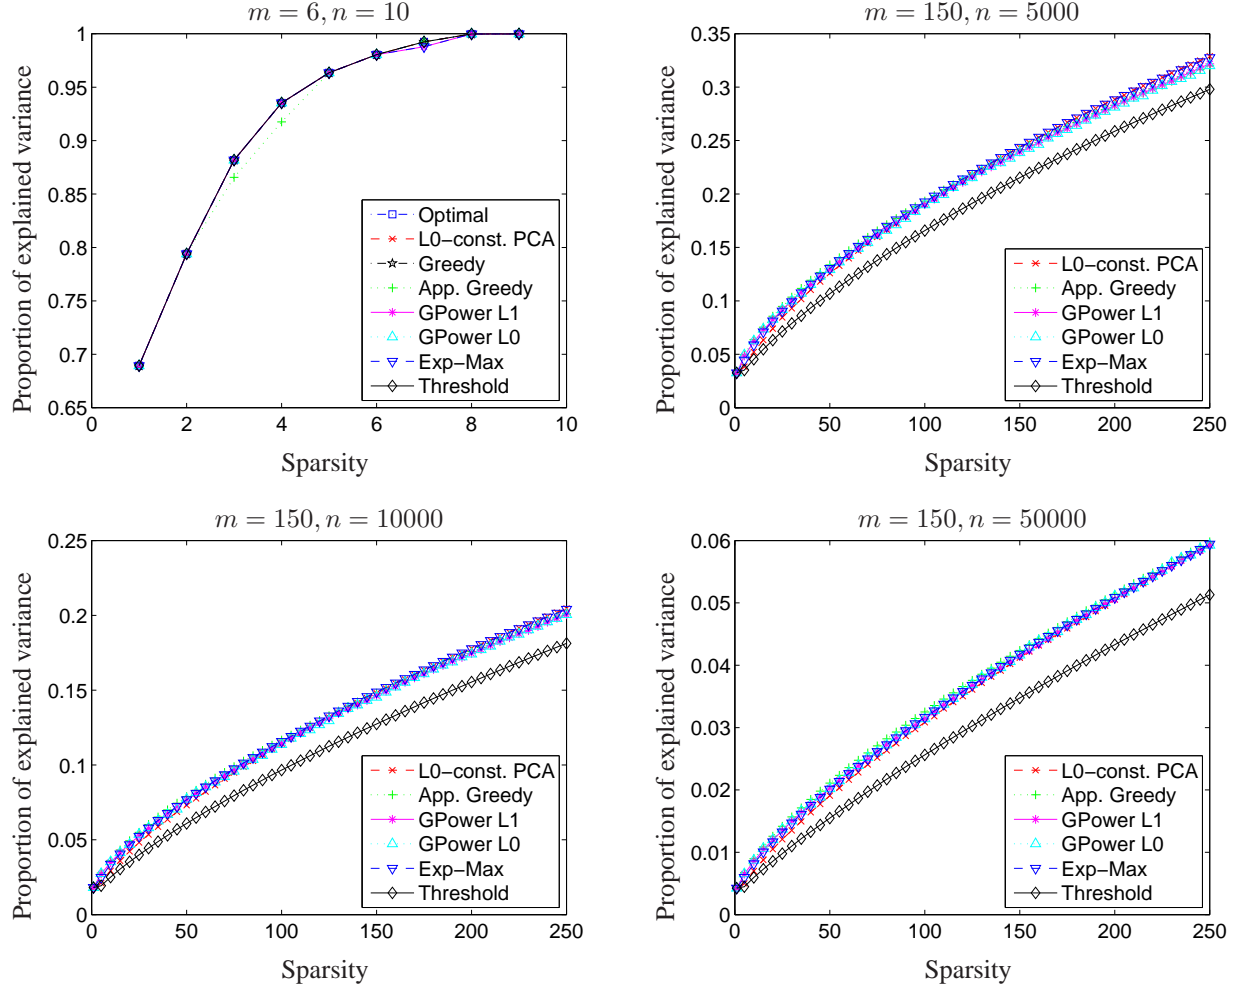 m = 6, n = 10
1
0.95
0.9
0.85
0.8
0.75
0.7
0.65
Proportion of explained variance
Optimal
L0−const. PCA
Greedy
App. Greedy
GPower L1
GPower L0
Exp−Max
Threshold
0 2 4 6 8 10
Sparsity
m = 150, n = 5000
0.35
0.3
0.25
0.2
0.15
0.1
0.05
0
Proportion of explained variance
L0−const. PCA
App. Greedy
GPower L1
GPower L0
Exp−Max
Threshold
0 50 100 150 200 250
Sparsity
m = 150, n = 10000
0.25
0.2
0.15
0.1
0.05
0
Proportion of explained variance
L0−const. PCA
App. Greedy
GPower L1
GPower L0
Exp−Max
Threshold
0 50 100 150 200 250
Sparsity
m = 150, n = 50000
0.06
0.05
0.04
0.03
0.02
0.01
0
Proportion of explained variance
L0−const. PCA
App. Greedy
GPower L1
GPower L0
Exp−Max
Threshold
0 50 100 150 200 250
Sparsity